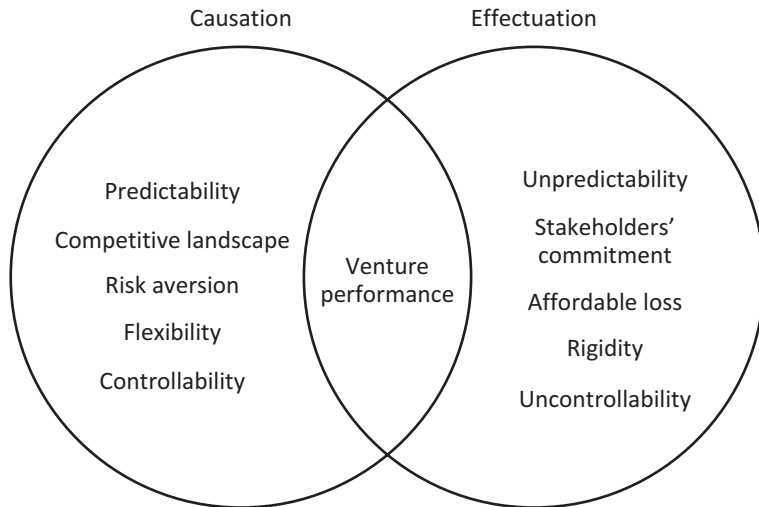 Causation
Effectuation
Predictability
Competitive landscape
Risk aversion
Flexibility
Controllability
Venture
performance
Unpredictability
Stakeholders’
commitment
Affordable loss
Rigidity
Uncontrollability